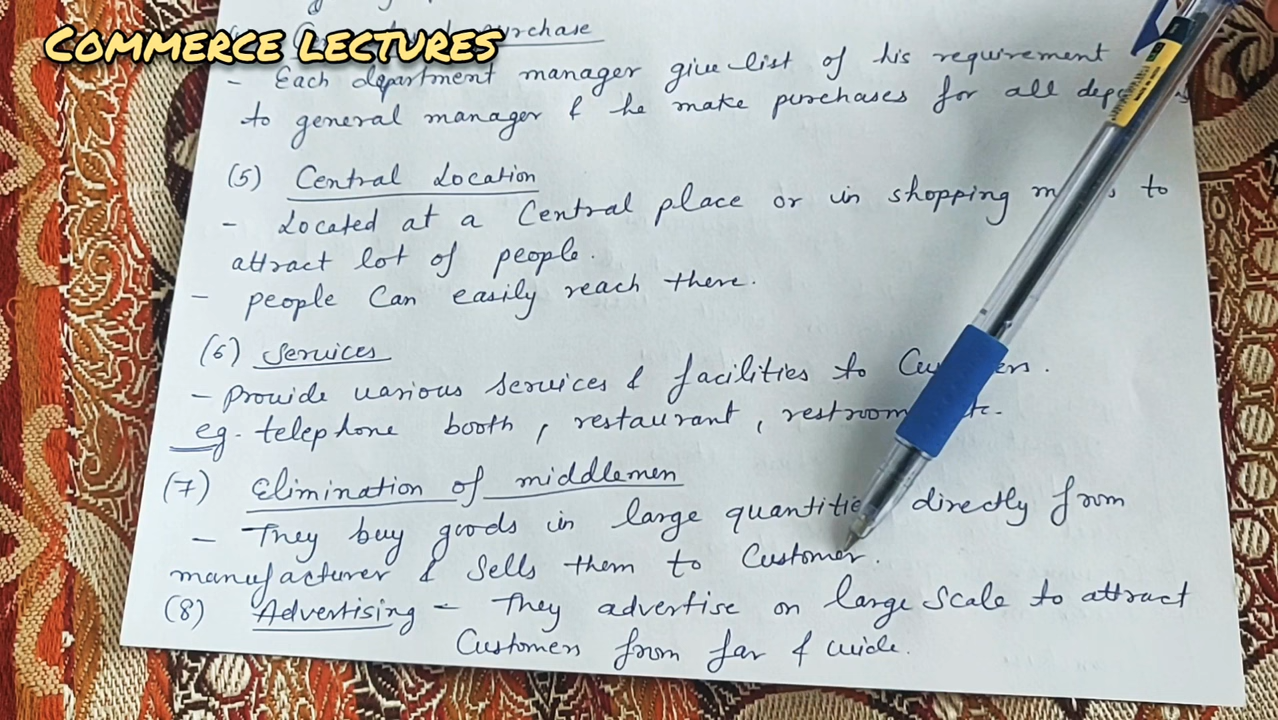 COMMERCE LECTURES
- Each department manager give list of his requirement
to general manager & he make purchases for all
(5) Central Location
- Located at a Central place or in shopping to
attract lot of people.
- people can easily reach there.
(6) Services
- Provide various services & facilities to
eg. telephone booth, restaurant, restroom
(7) Elimination of middlemen
- They buy goods in large directly from
manufacturer & Sells them to Customer.
(8) Advertising - They advertise on large scale to attract
Customers from far & wide.